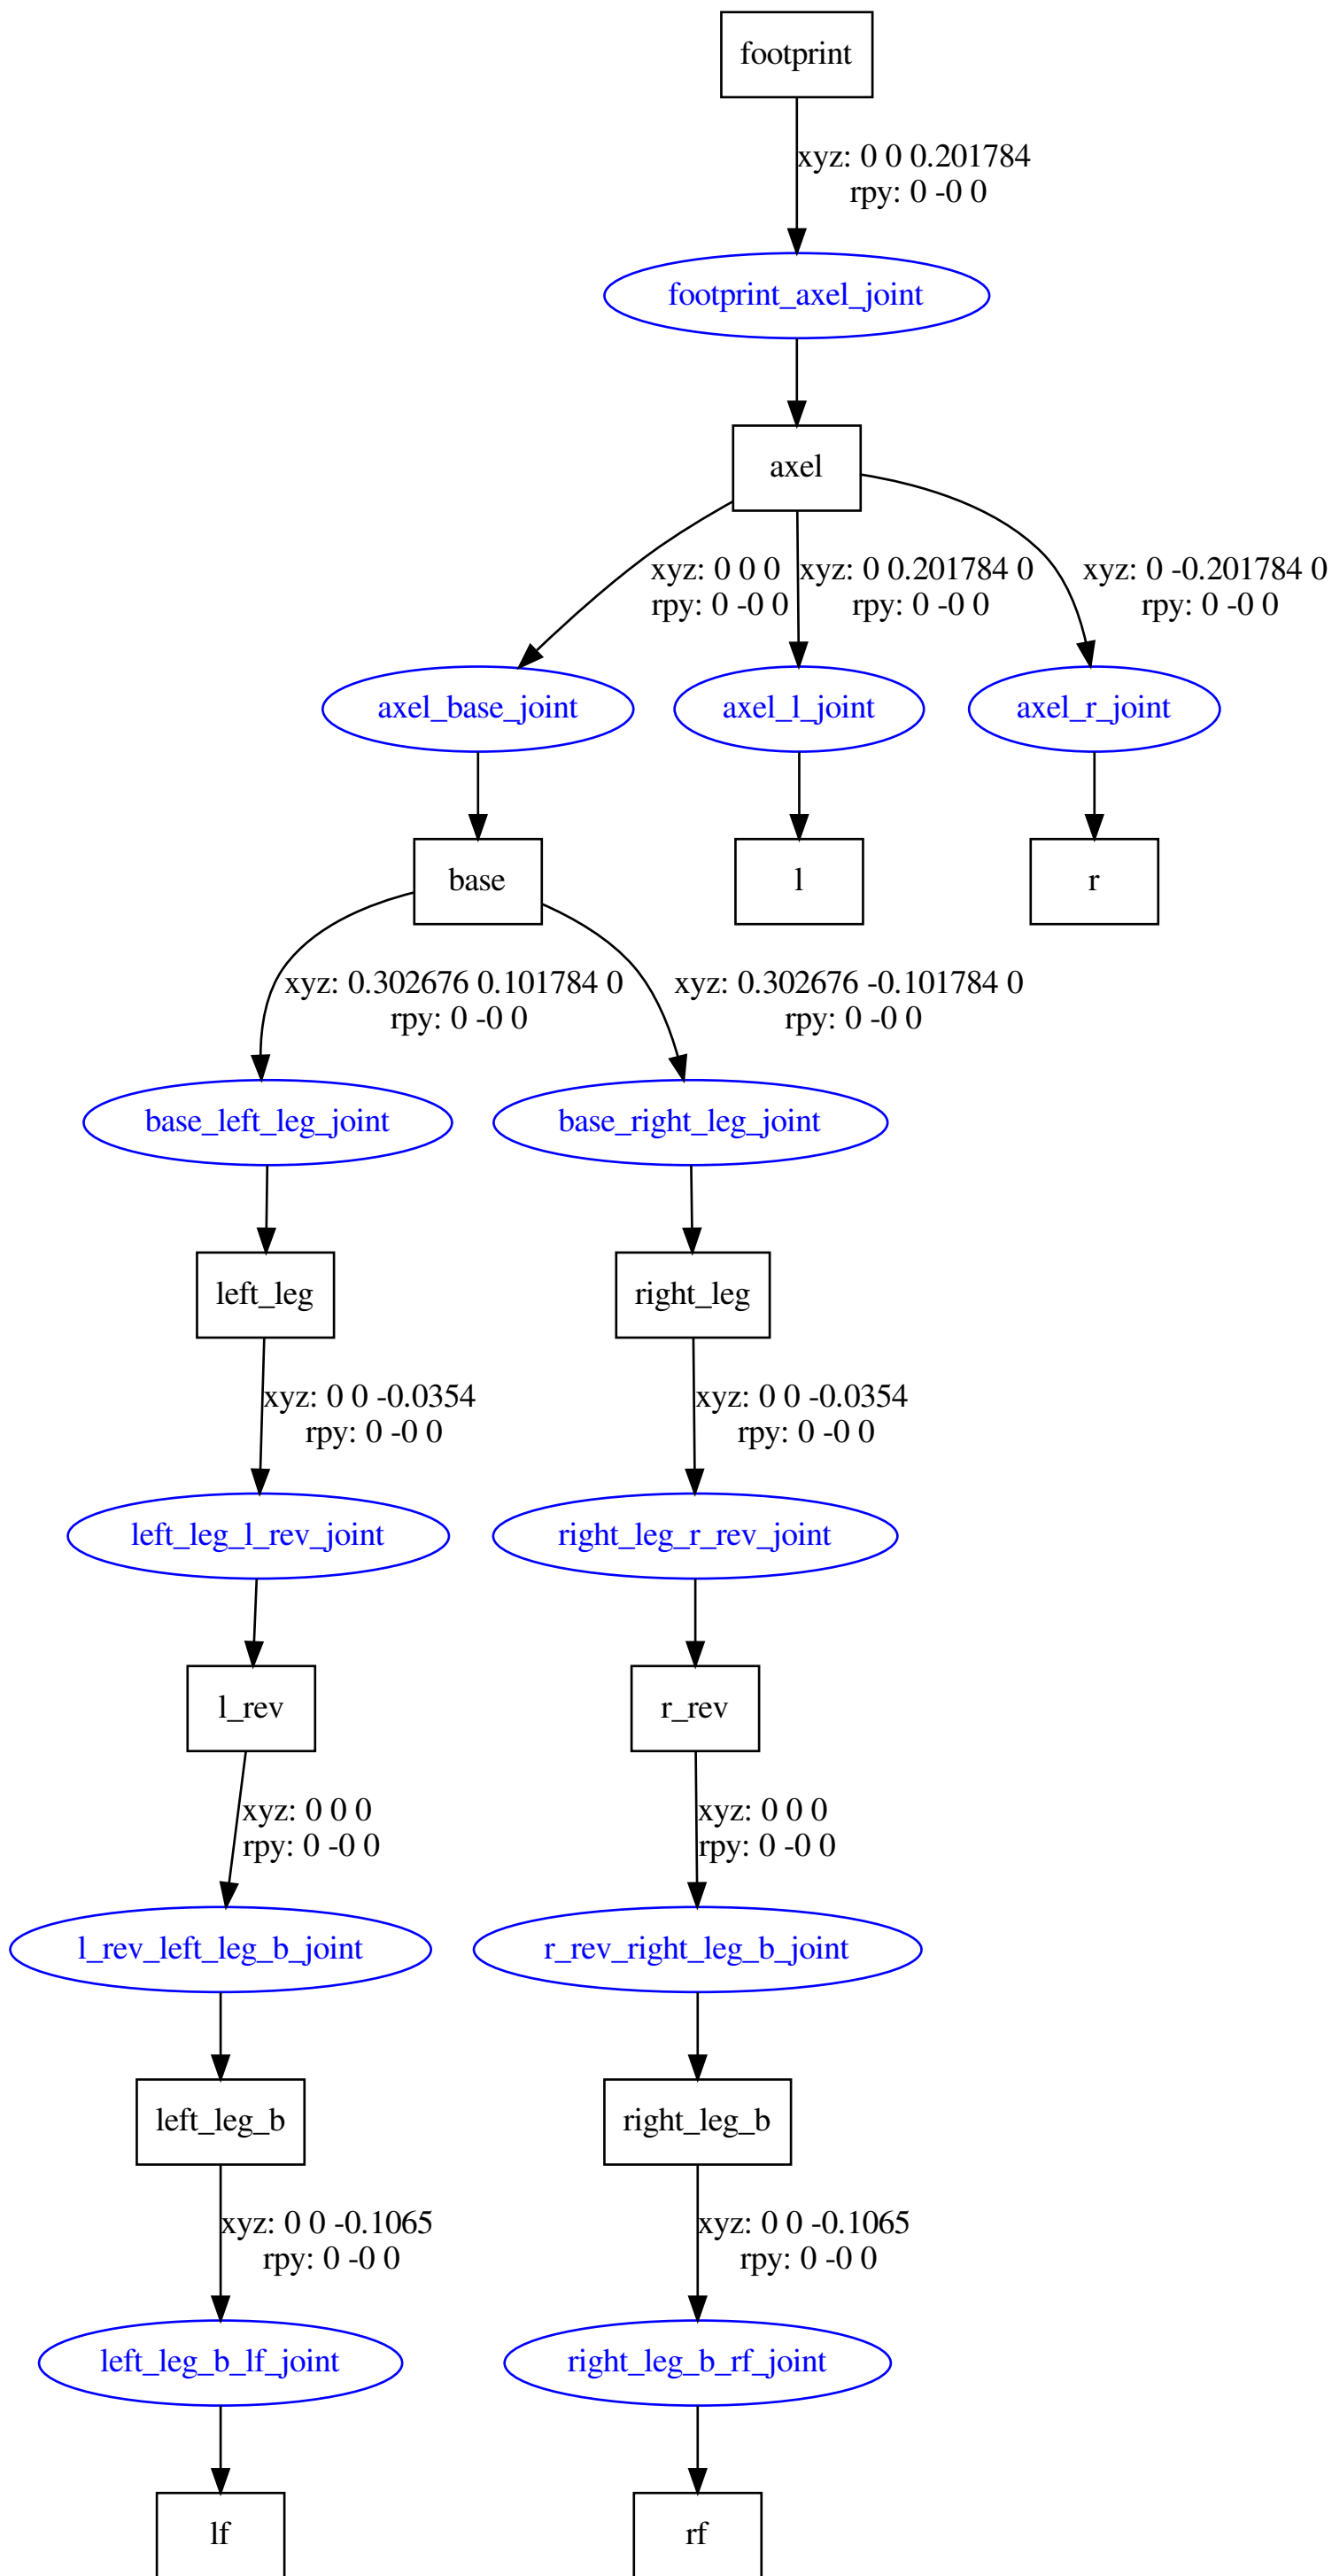 footprint
xyz: 0 0 0.201784
rpy: 0 -0 0
footprint_axel_joint
axel
xyz: 0 0 0
rpy: 0 -0 0
xyz: 0 0.201784 0
rpy: 0 -0 0
xyz: 0 -0.201784 0
rpy: 0 -0 0
axel_base_joint
axel_l_joint
axel_r_joint
base
l
r
xyz: 0.302676 0.101784 0
rpy: 0 -0 0
xyz: 0.302676 -0.101784 0
rpy: 0 -0 0
base_left_leg_joint
base_right_leg_joint
left_leg
right_leg
xyz: 0 0 -0.0354
rpy: 0 -0 0
xyz: 0 0 -0.0354
rpy: 0 -0 0
left_leg_l_rev_joint
right_leg_r_rev_joint
l_rev
r_rev
xyz: 0 0 0
rpy: 0 -0 0
xyz: 0 0 0
rpy: 0 -0 0
l_rev_left_leg_b_joint
r_rev_right_leg_b_joint
left_leg_b
right_leg_b
xyz: 0 0 -0.1065
rpy: 0 -0 0
xyz: 0 0 -0.1065
rpy: 0 -0 0
left_leg_b_lf_joint
right_leg_b_rf_joint
lf
rf